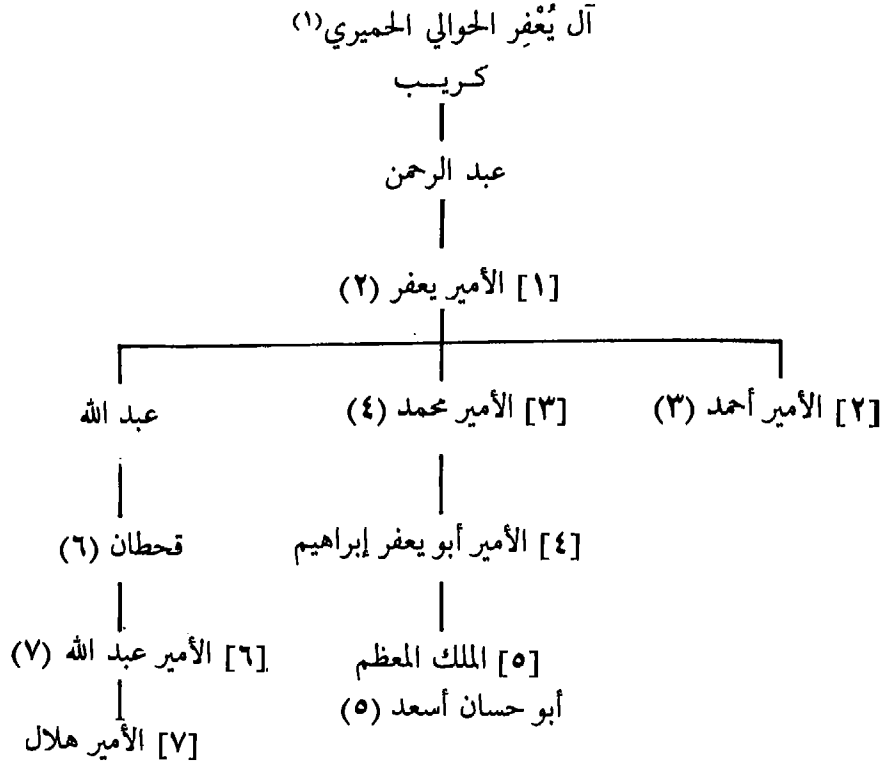 آل يُعْفِر الحوالي الحميري(١)
كريب
عبد الرحمن
[١] الأمير يعفر (٢)
[٢] الأمير أحمد (٣)
[٣] الأمير محمد (٤)
عبد الله
[٤] الأمير أبو يعفر إبراهيم
قحطان (٦)
[٥] الملك المعظم
أبو حسان أسعد (٥)
[٦] الأمير عبد الله (٧)
[٧] الأمير هلال